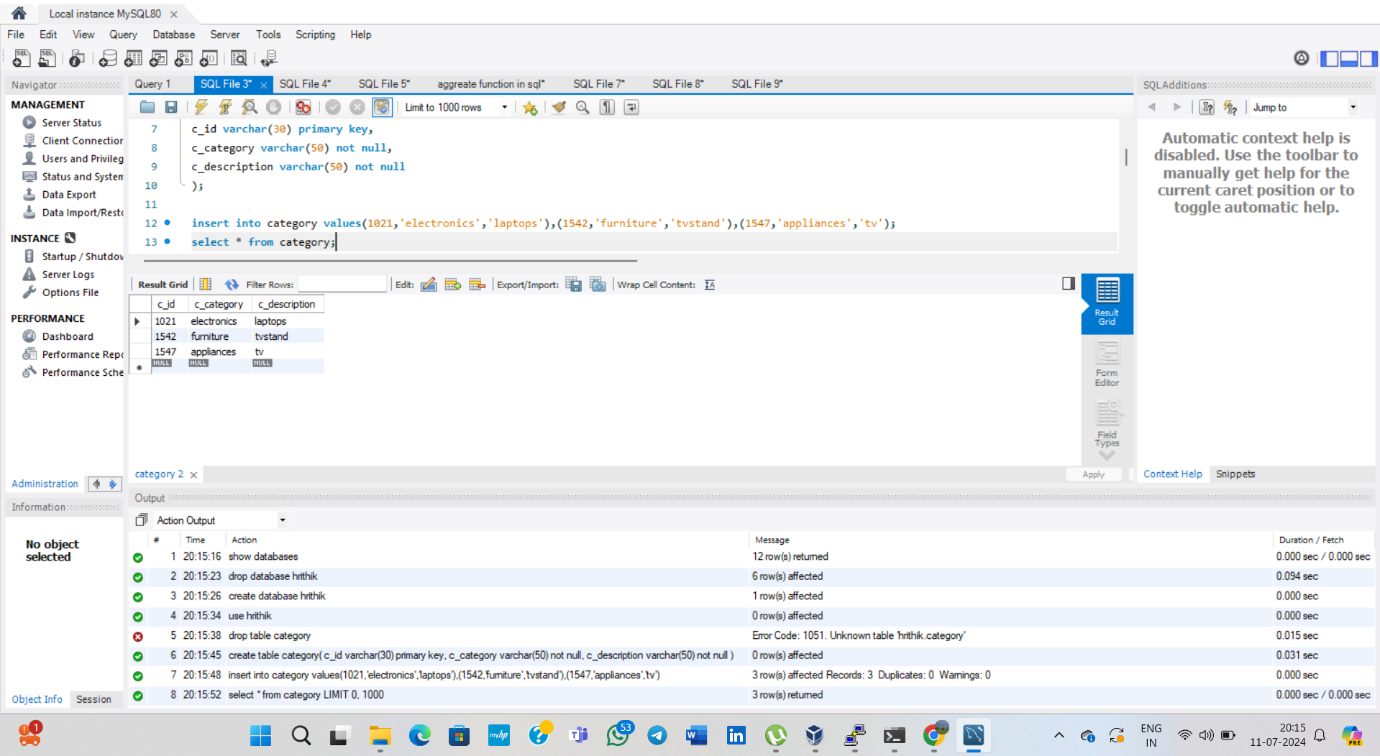 Local instance MySQL80 ×
File Edit View Query Database Server Tools Scripting Help
Navigator
MANAGEMENT
Server Status
Client Connection
Users and Privileg
Status and System
Data Export
Data Import/Resto
INSTANCE
Startup / Shutdow
Server Logs
Options File
PERFORMANCE
Dashboard
Performance Repo
Performance Sche
Administration
Information
No object
selected
Object Info Session
Query 1 SQL File 3* × SQL File 4* SQL File 5* aggreate function in sql* SQL File 7* SQL File 8* SQL File 9*
Limit to 1000 rows
7 c_id varchar(30) primary key,
8 c_category varchar(50) not null,
9 c_description varchar(50) not null
10 );
11
12 insert into category values(1021,'electronics','laptops'),(1542,'furniture','tvstand'),(1547,'appliances','tv');
13 select * from category;
Result Grid Filter Rows: Edit: Export/Import: Wrap Cell Content:
c_id c_category c_description
1021 electronics laptops
1542 furniture tvstand
1547 appliances tv
NULL NULL NULL
Result
Grid
Form
Editor
Field
Types
category 2 ×
Apply
SQLAdditions
Jump to
Automatic context help is
disabled. Use the toolbar to
manually get help for the
current caret position or to
toggle automatic help.
Context Help Snippets
Output
Action Output
# Time Action Message Duration / Fetch
1 20:15:16 show databases 12 row(s) returned 0.000 sec / 0.000 sec
2 20:15:23 drop database hrithik 6 row(s) affected 0.094 sec
3 20:15:26 create database hrithik 1 row(s) affected 0.000 sec
4 20:15:34 use hrithik 0 row(s) affected 0.000 sec
5 20:15:38 drop table category Error Code: 1051. Unknown table 'hrithik.category' 0.015 sec
6 20:15:45 create table category( c_id varchar(30) primary key, c_category varchar(50) not null, c_description varchar(50) not null ) 0 row(s) affected 0.031 sec
7 20:15:48 insert into category values(1021,'electronics','laptops'),(1542,'furniture','tvstand'),(1547,'appliances','tv') 3 row(s) affected Records: 3 Duplicates: 0 Warnings: 0 0.000 sec
8 20:15:52 select * from category LIMIT 0, 1000 3 row(s) returned 0.000 sec / 0.000 sec
1
myhp
53
ENG
IN
20:15
11-07-2024
PRE